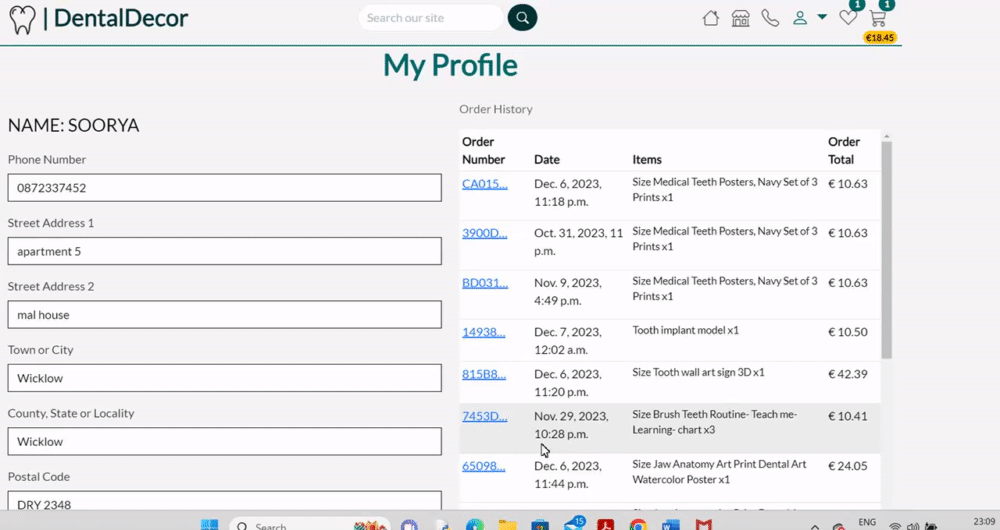 | DentalDecor
Search our site
1
1
€18.45
My Profile
NAME: SOORYA
Phone Number
0872337452
Street Address 1
apartment 5
Street Address 2
mal house
Town or City
Wicklow
County, State or Locality
Wicklow
Postal Code
DRY 2348
Order History
Order Number Date Items Order Total
CA015... Dec. 6, 2023, 11:18 p.m. Size Medical Teeth Posters, Navy Set of 3 Prints x1 € 10.63
3900D... Oct. 31, 2023, 11 p.m. Size Medical Teeth Posters, Navy Set of 3 Prints x1 € 10.63
BD031... Nov. 9, 2023, 4:49 p.m. Size Medical Teeth Posters, Navy Set of 3 Prints x1 € 10.63
14938... Dec. 7, 2023, 12:02 a.m. Tooth implant model x1 € 10.50
815B8... Dec. 6, 2023, 11:20 p.m. Size Tooth wall art sign 3D x1 € 42.39
7453D... Nov. 29, 2023, 10:28 p.m. Size Brush Teeth Routine- Teach me- Learning- chart x3 € 10.41
65098... Dec. 6, 2023, 11:44 p.m. Size Jaw Anatomy Art Print Dental Art Watercolor Poster x1 € 24.05
Search
15
ENG
23:09